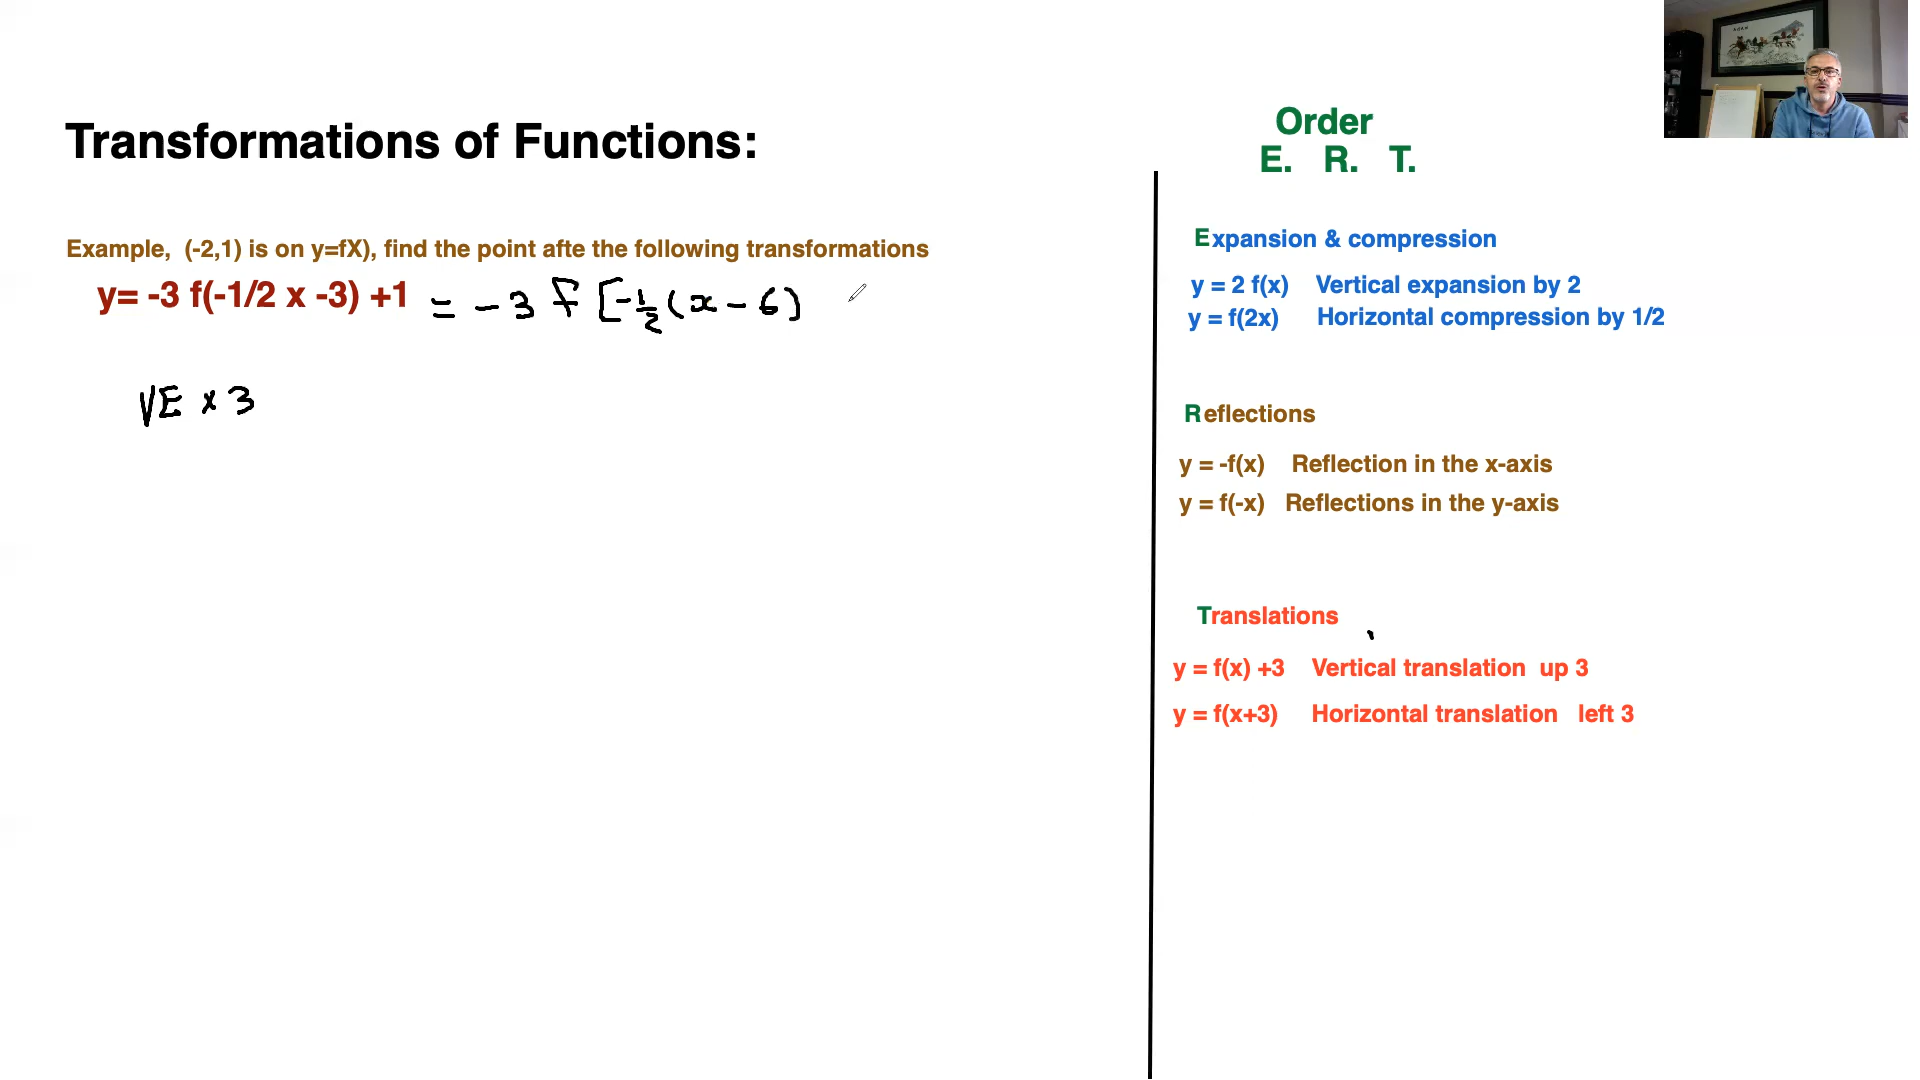 Transformations of Functions:
Example, (-2,1) is on y=fX), find the point afte the following transformations
y= -3 f(-1/2 x -3) +1 = -3 f [-1/2 (x - 6)
VE x 3
Order
E. R. T.
Expansion & compression
y = 2 f(x) Vertical expansion by 2
y = f(2x) Horizontal compression by 1/2
Reflections
y = -f(x) Reflection in the x-axis
y = f(-x) Reflections in the y-axis
Translations
y = f(x) +3 Vertical translation up 3
y = f(x+3) Horizontal translation left 3